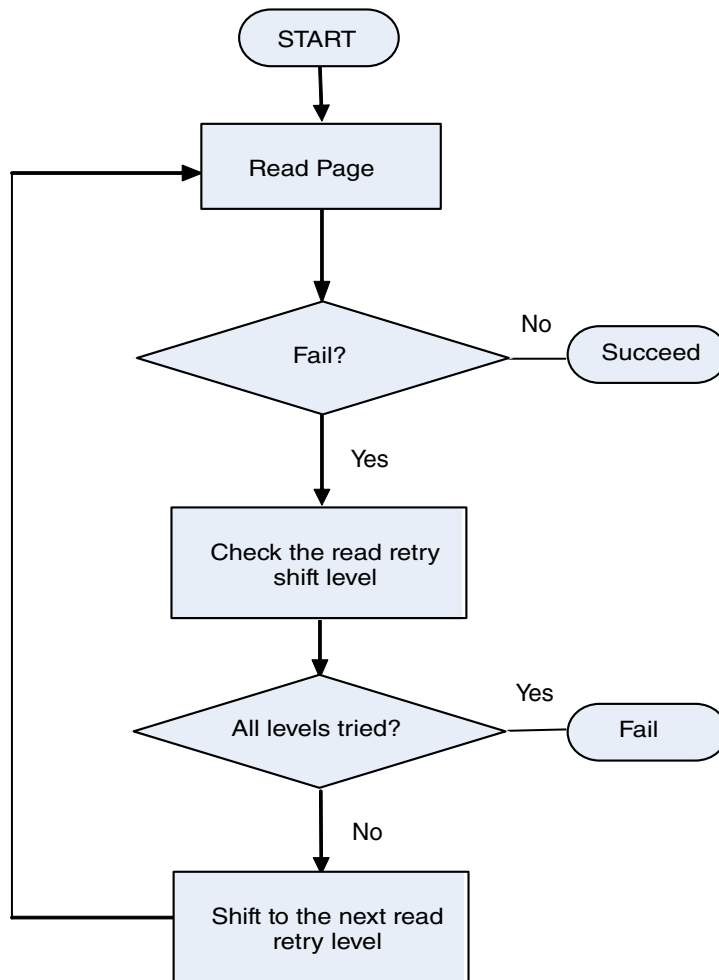 START
Read Page
Fail?
No
Succeed
Yes
Check the read retry
shift level
All levels tried?
Yes
Fail
No
Shift to the next read
retry level